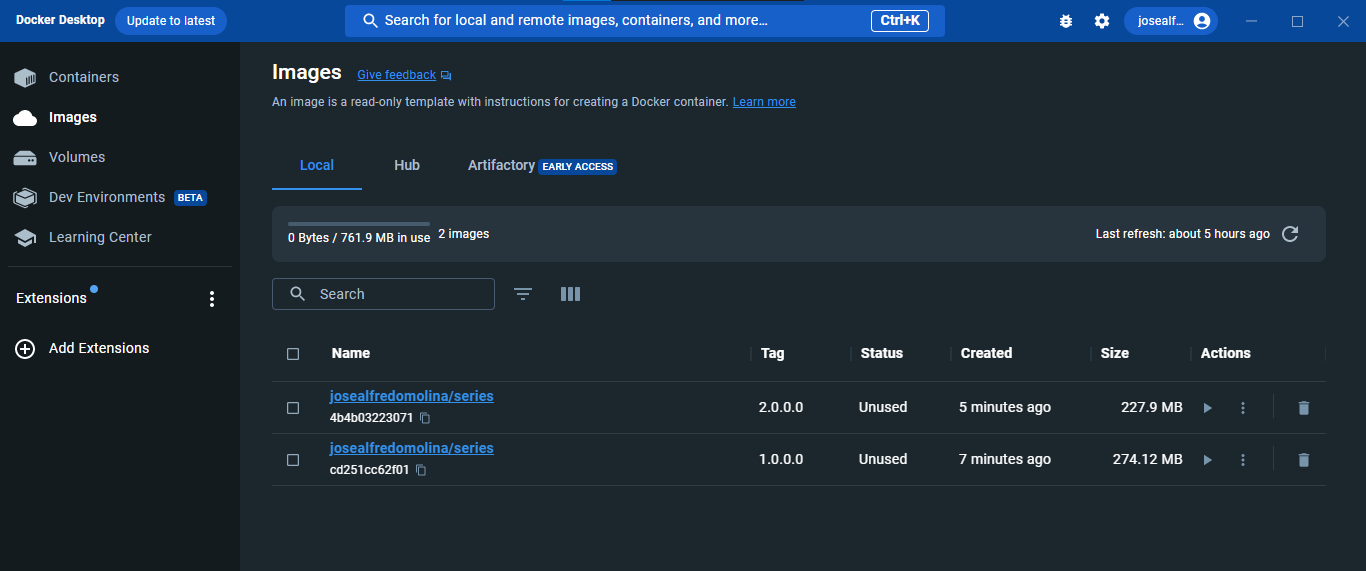 Docker Desktop Update to latest Search for local and remote images, containers, and more... Ctrl+K josealf...
Containers
Images
Volumes
Dev Environments BETA
Learning Center
Extensions
Add Extensions
Images Give feedback
An image is a read-only template with instructions for creating a Docker container. Learn more
Local Hub Artifactory EARLY ACCESS
0 Bytes / 761.9 MB in use 2 images Last refresh: about 5 hours ago
Search
Name Tag Status Created Size Actions
josealfredomolina/series
4b4b03223071
2.0.0.0 Unused 5 minutes ago 227.9 MB
josealfredomolina/series
cd251cc62f01
1.0.0.0 Unused 7 minutes ago 274.12 MB